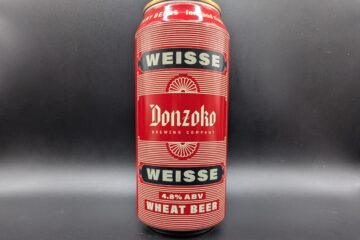 WEISSE
Donzoko
BREWING COMPANY
WEISSE
4.8% ABV
WHEAT BEER